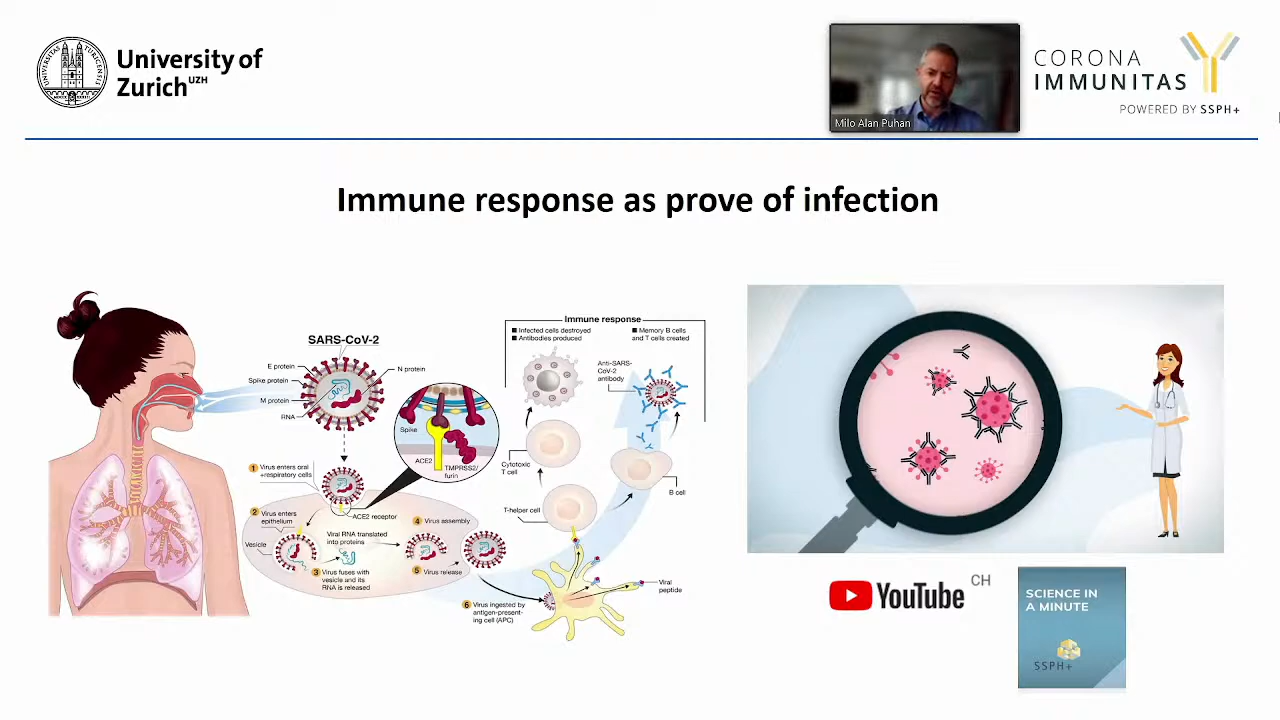 University of
Zurich UZH
Milo Alan Puhan
CORONA
IMMUNITAS
POWERED BY SSPH+
Immune response as prove of infection
SARS-CoV-2
E protein
Spike protein
M protein
RNA
N protein
Spike
ACE2
TMPRSS2/
furin
1 Virus enters oral
+respiratory cells
ACE2 receptor
2 Virus enters
epithelium
Vesicle
Viral RNA translated
into proteins
3 Virus fuses with
vesicle and its
RNA is released
4 Virus assembly
5 Virus release
6 Virus ingested by
antigen-present-
ing cell (APC)
Immune response
Infected cells destroyed
Antibodies produced
Memory B cells
and T cells created
Anti-SARS-
CoV-2
antibody
Cytotoxic
T cell
T-helper cell
B cell
Viral
peptide
YouTube CH
SCIENCE IN
A MINUTE
SSPH+